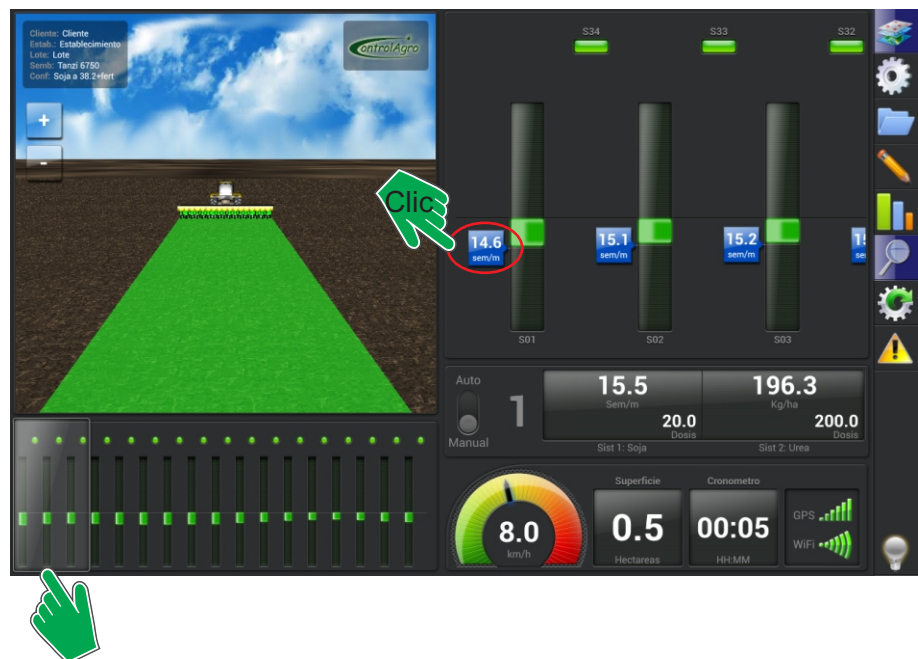 Cliente: Cliente
Estab.: Establecimiento
Lote: Lote
Semb: Tanzi 6750
Conf: Soja a 38.2+fert
ControlAgro
+
-
Clic
S34
S33
S32
14.6
sem/m
15.1
sem/m
15.2
sem/m
15
se
S01
S02
S03
Auto
Manual
1
15.5
Sem/m
20.0
Dosis
Sist 1: Soja
196.3
Kg/ha
200.0
Dosis
Sist 2: Urea
8.0
km/h
Superficie
0.5
Hectareas
Cronometro
00:05
HH:MM
GPS
WiFi